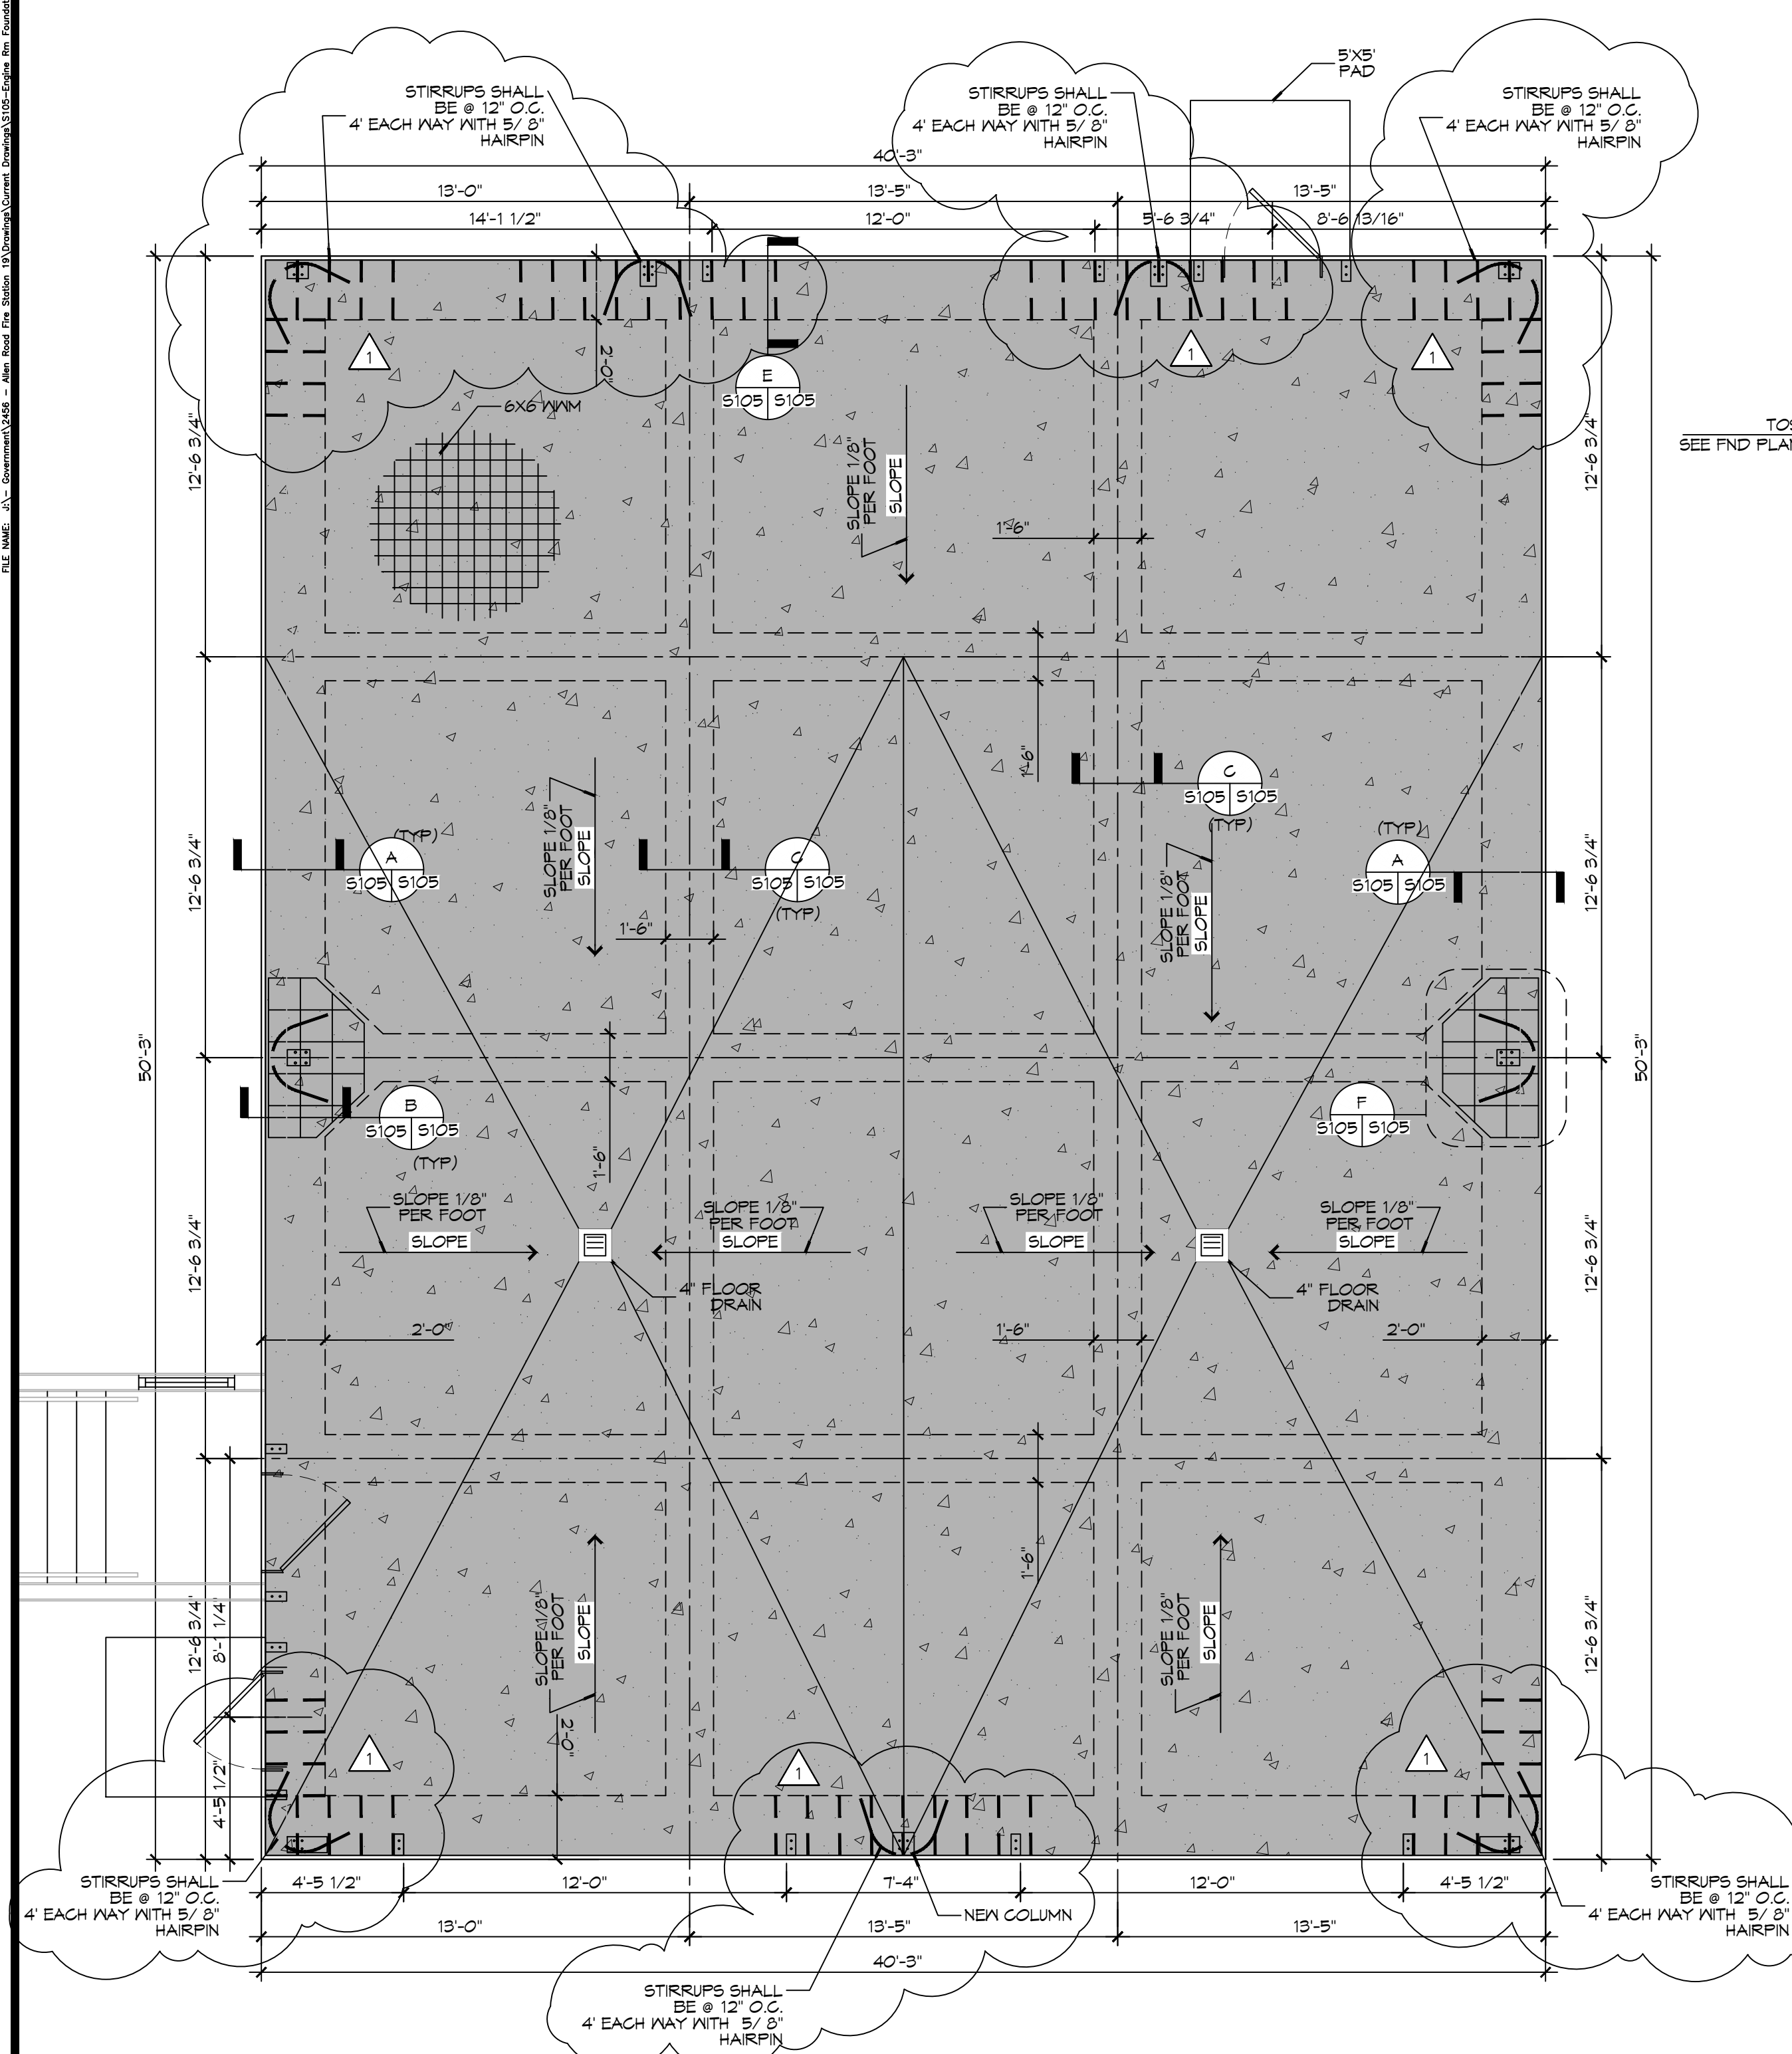 FILE NAME: J:\- Government\2456 - Allen Road Fire Station 19\Drawings\Current Drawings\S105-Engine Rm Foundat
STIRRUPS SHALL
BE @ 12" O.C.
4' EACH WAY WITH 5/ 8"
HAIRPIN
STIRRUPS SHALL
BE @ 12" O.C.
4' EACH WAY WITH 5/ 8"
HAIRPIN
5'X5'
PAD
STIRRUPS SHALL
BE @ 12" O.C.
4' EACH WAY WITH 5/ 8"
HAIRPIN
40'-3"
13'-0"
13'-5"
13'-5"
14'-1 1/2"
12'-0"
5'-6 3/4"
8'-6 13/16"
1
1
1
2'-0"
E
S105 S105
6X6 WWM
12'-6 3/4"
SLOPE 1/8"
PER FOOT
SLOPE
1'-6"
12'-6 3/4"
TOS
SEE FND PLAN
1'-6"
C
S105 S105
(TYP)
(TYP)
A
S105 S105
12'-6 3/4"
SLOPE 1/8"
PER FOOT
SLOPE
C
S105 S105
(TYP)
1'-6"
SLOPE 1/8"
PER FOOT
SLOPE
(TYP)
A
S105 S105
12'-6 3/4"
50'-3"
50'-3"
B
S105 S105
(TYP)
1'-6"
F
S105 S105
SLOPE 1/8"
PER FOOT
SLOPE
SLOPE 1/8"
PER FOOT
SLOPE
SLOPE 1/8"
PER FOOT
SLOPE
SLOPE 1/8"
PER FOOT
SLOPE
12'-6 3/4"
12'-6 3/4"
4" FLOOR
DRAIN
4" FLOOR
DRAIN
2'-0"
1'-6"
2'-0"
1'-6"
12'-6 3/4"
8'-1 1/4"
SLOPE 1/8"
PER FOOT
SLOPE
SLOPE 1/8"
PER FOOT
SLOPE
12'-6 3/4"
2'-0"
1
1
1
4'-5 1/2"
STIRRUPS SHALL
BE @ 12" O.C.
4' EACH WAY WITH 5/ 8"
HAIRPIN
4'-5 1/2"
12'-0"
7'-4"
12'-0"
4'-5 1/2"
STIRRUPS SHALL
BE @ 12" O.C.
4' EACH WAY WITH 5/ 8"
HAIRPIN
NEW COLUMN
13'-0"
13'-5"
13'-5"
40'-3"
STIRRUPS SHALL
BE @ 12" O.C.
4' EACH WAY WITH 5/ 8"
HAIRPIN